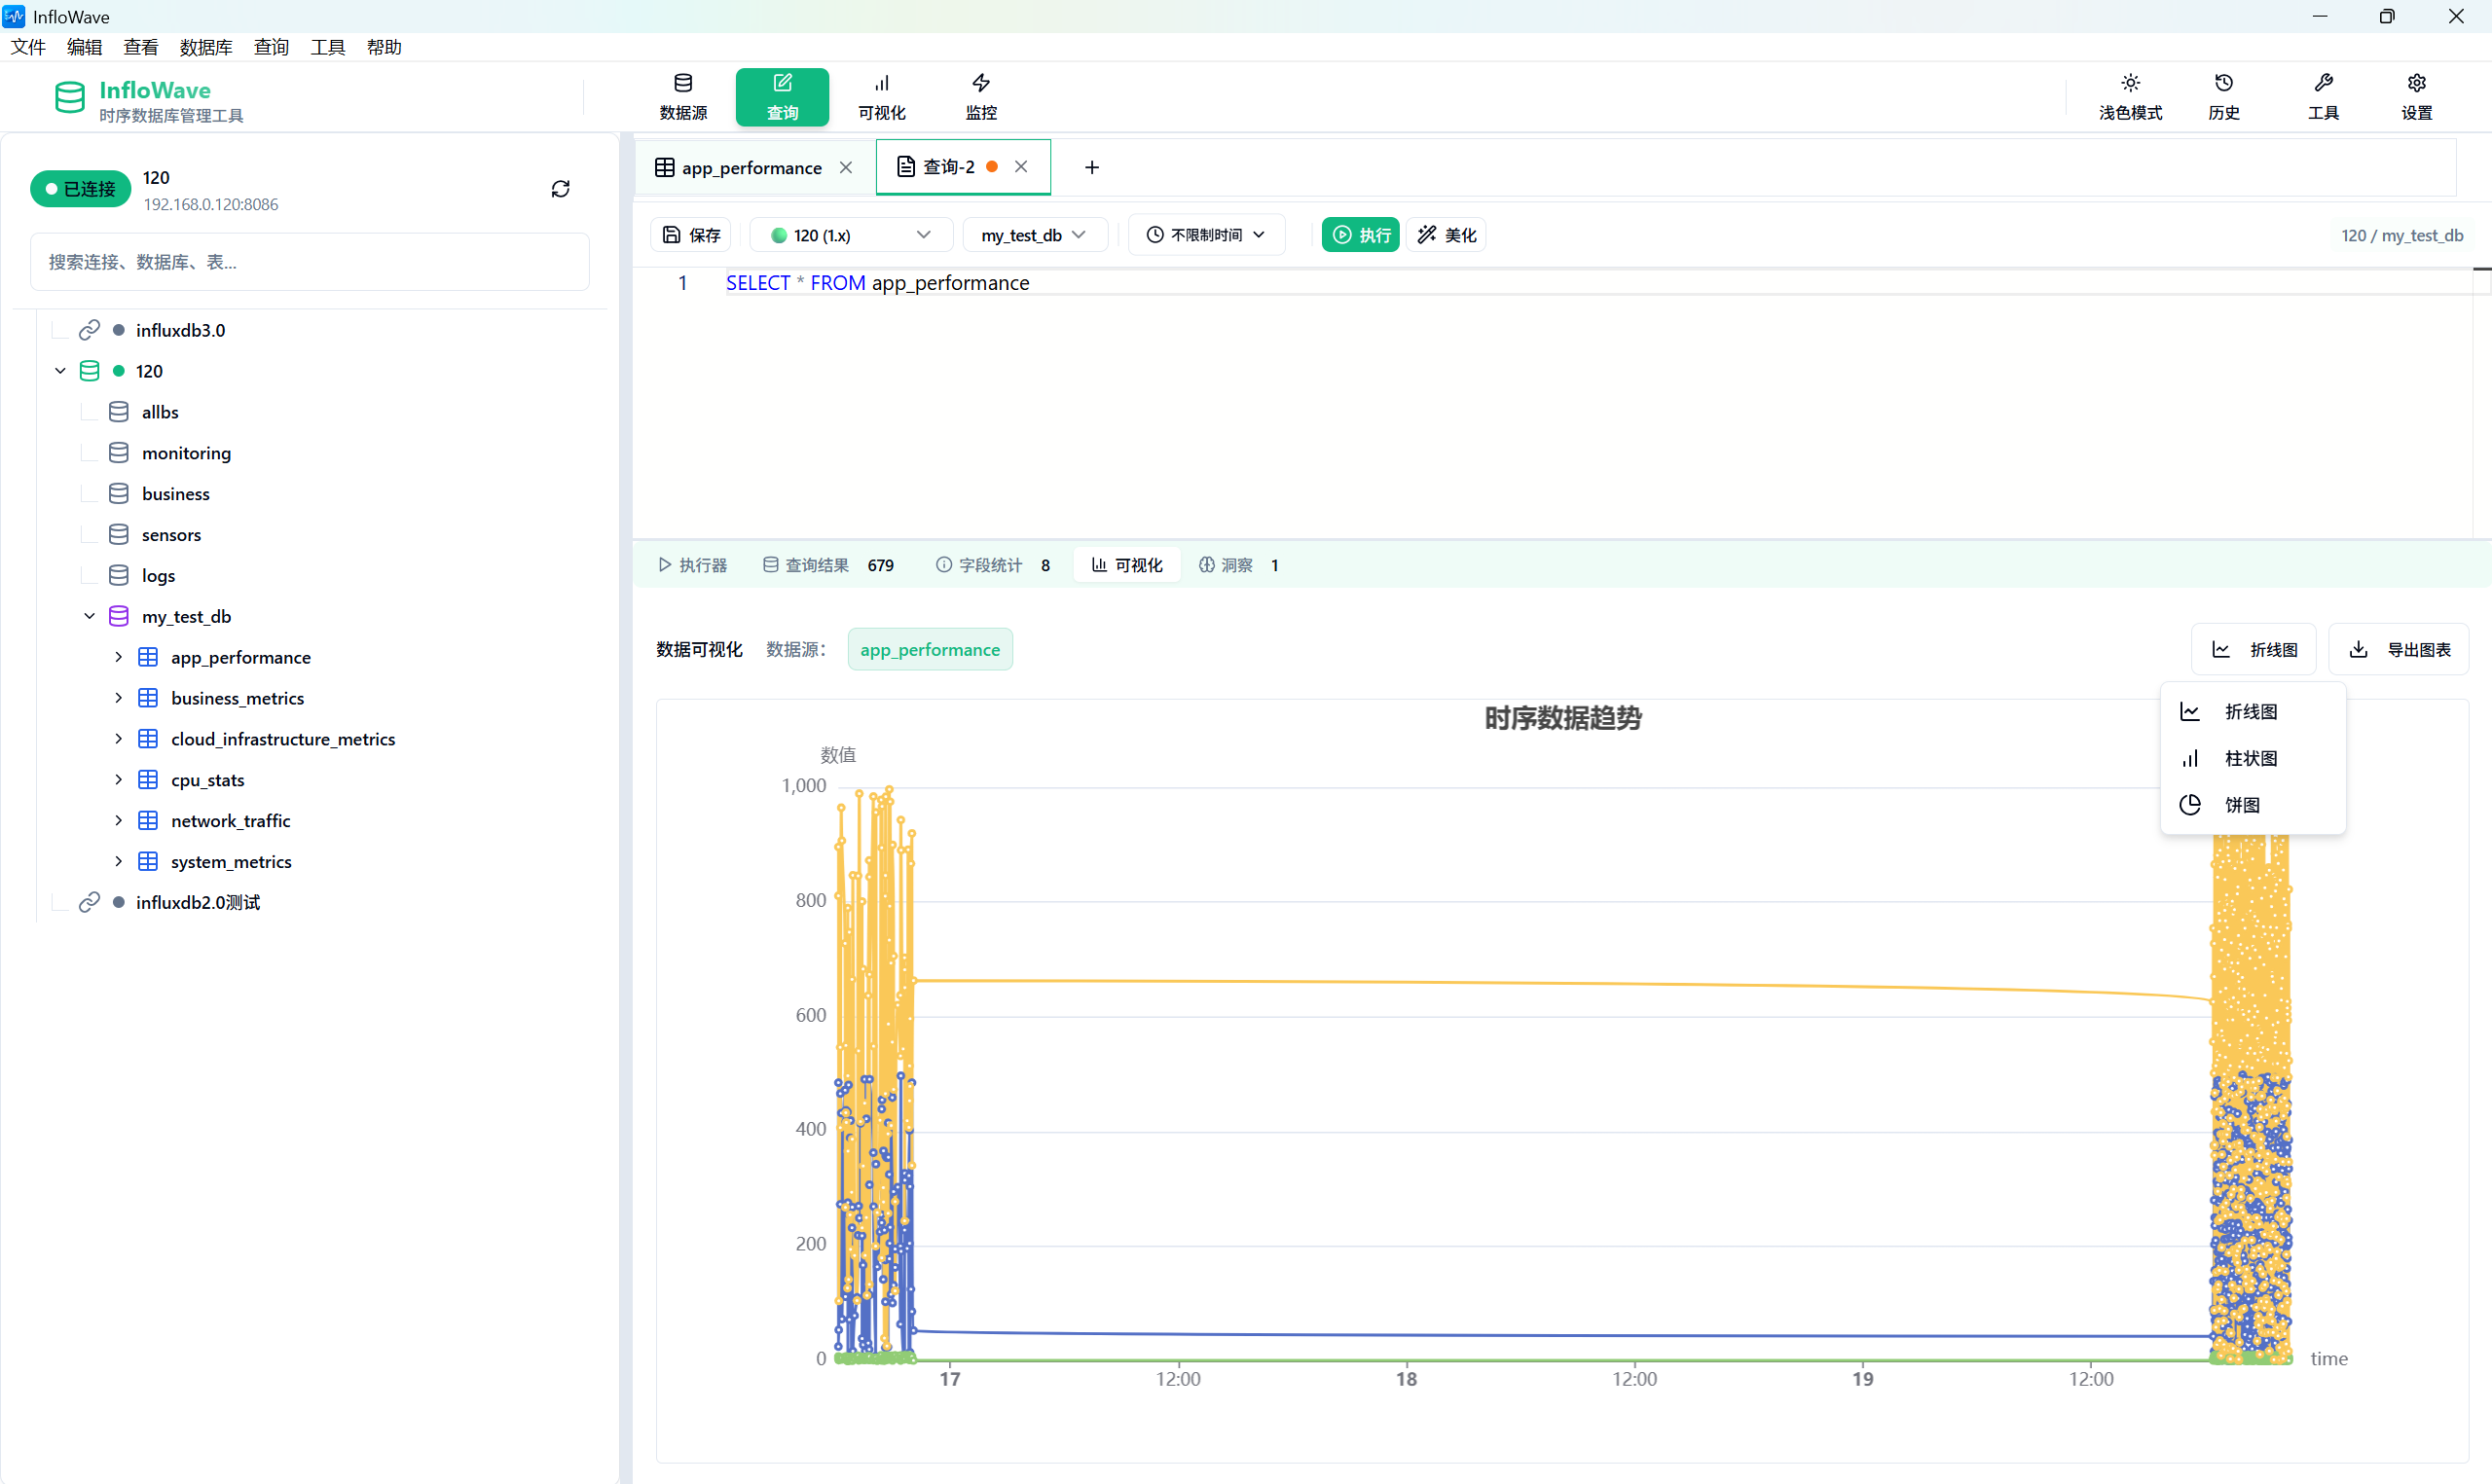 InfloWave
文件 编辑 查看 数据库 查询 工具 帮助
InfloWave
时序数据库管理工具
数据源 查询 可视化 监控
浅色模式 历史 工具 设置
已连接
120
192.168.0.120:8086
搜索连接、数据库、表...
influxdb3.0
120
allbs
monitoring
business
sensors
logs
my_test_db
app_performance
business_metrics
cloud_infrastructure_metrics
cpu_stats
network_traffic
system_metrics
influxdb2.0测试
app_performance 查询-2
保存 120 (1.x) my_test_db 不限制时间 执行 美化 120 / my_test_db
1 SELECT * FROM app_performance
执行器 查询结果 679 字段统计 8 可视化 洞察 1
数据可视化 数据源: app_performance 折线图 导出图表
折线图
柱状图
饼图
时序数据趋势
数值
1,000
800
600
400
200
0
time
17 12:00 18 12:00 19 12:00